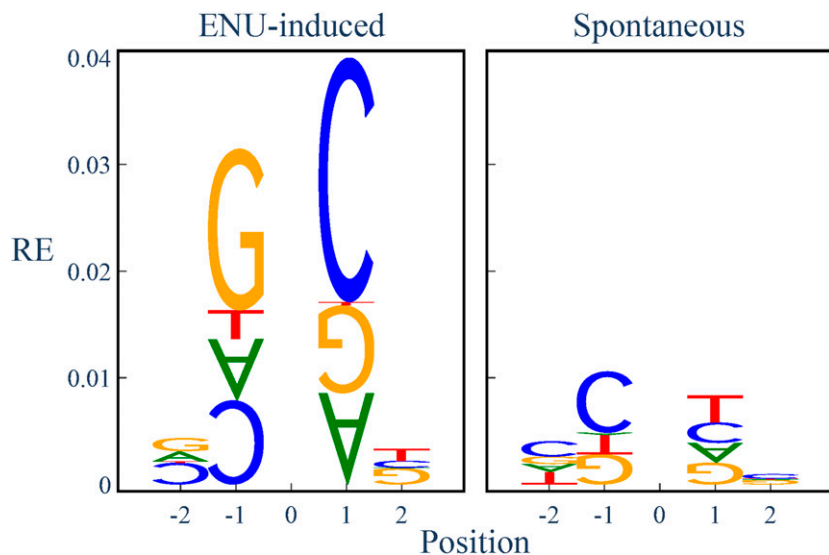 ENU-induced Spontaneous
0.04
0.03
RE
0.02
0.01
0
-2 -1 0 1 2 -2 -1 0 1 2
Position
G
A
T
C
G
T
A
C
C
T
G
A
T
C
G
C
G
A
T
C
A
T
G
T
C
A
G
C
G